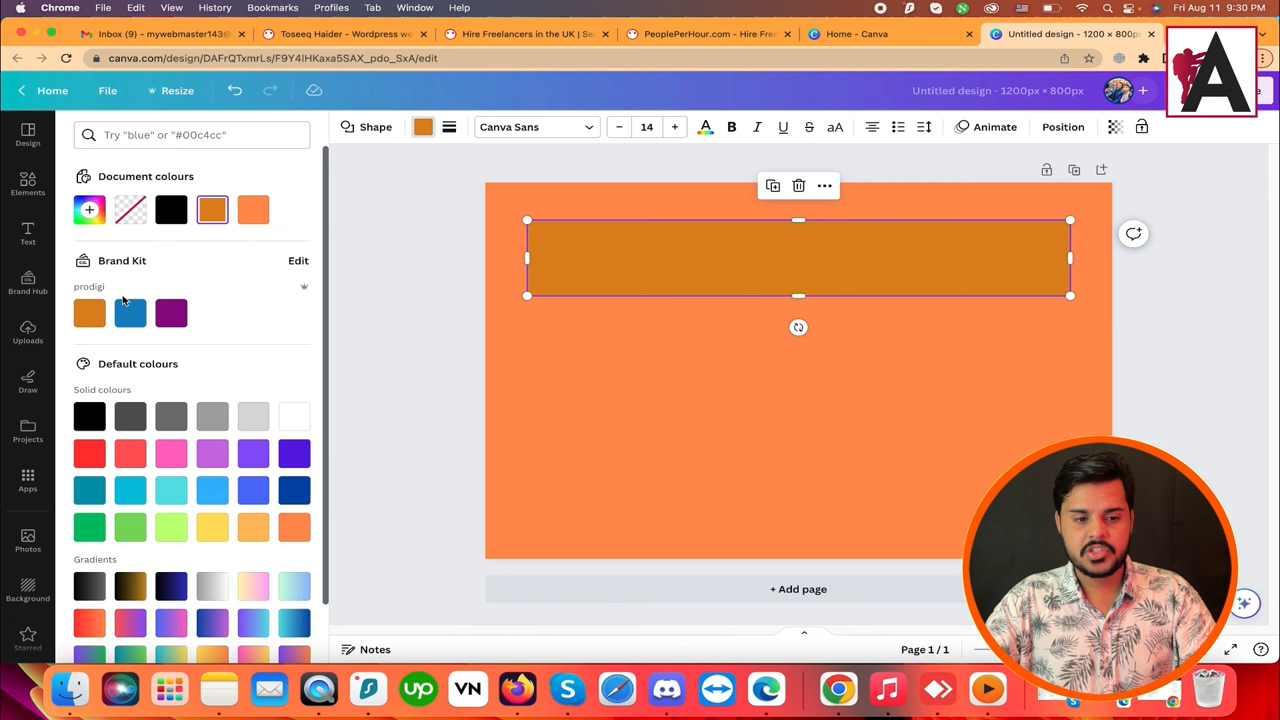 Chrome File Edit View History Bookmarks Profiles Tab Window Help Fri Aug 11 9:30 PM
Inbox (9) - mywebmaster143@ Toseeq Haider - Wordpress we Hire Freelancers in the UK | Se PeoplePerHour.com - Hire Fre Home - Canva Untitled design - 1200 x 800px
canva.com/design/DAFrQTxmrLs/F9Y4IHKaxa5SAX_pdo_SxA/edit
A
Home File Resize Untitled design - 1200px × 800px
Try "blue" or "#00c4cc" Shape Canva Sans 14 A B I U S aA Animate Position
Design
Document colours
Elements
Text
Brand Kit Edit
Brand Hub
prodigi
Uploads
Default colours
Draw
Solid colours
Projects
Apps
Photos
Gradients
Background
+ Add page
Starred
Notes Page 1 / 1
up VN